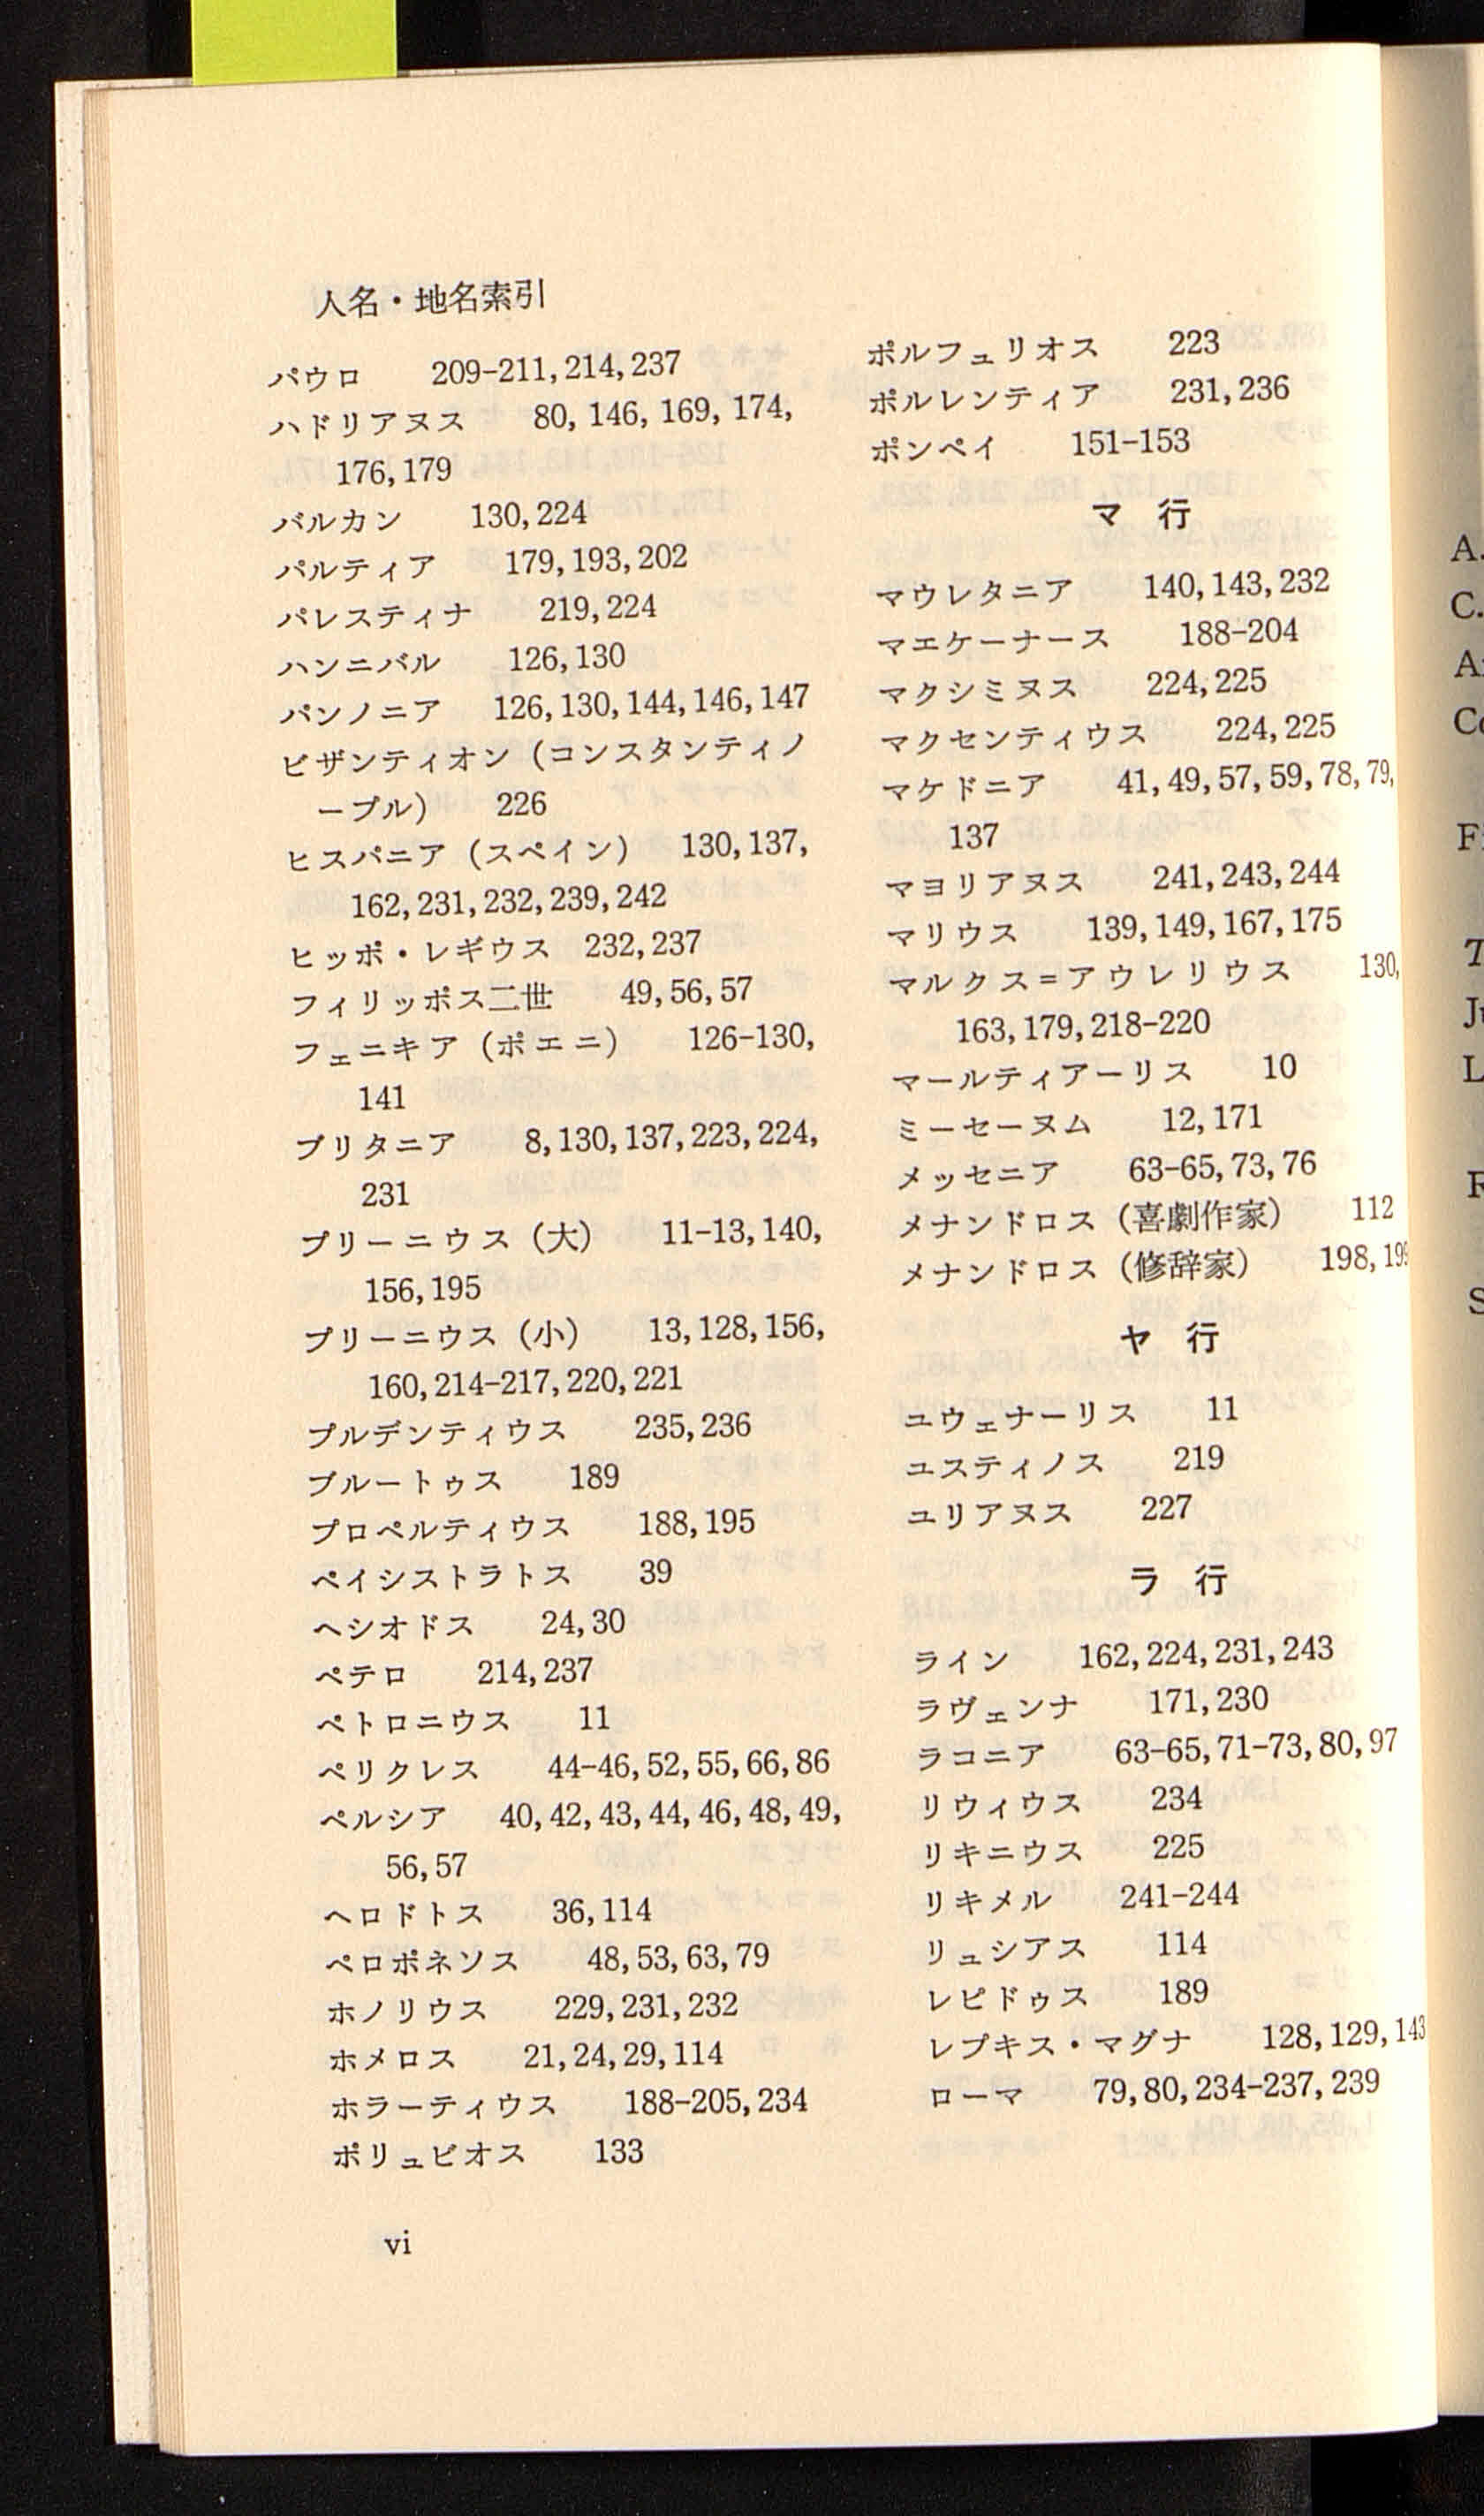 人名・地名索引
パウロ 209-211, 214, 237
ハドリアヌス 80, 146, 169, 174,
176, 179
バルカン 130, 224
パルティア 179, 193, 202
パレスティナ 219, 224
ハンニバル 126, 130
パンノニア 126, 130, 144, 146, 147
ビザンティオン（コンスタンティノ
ープル） 226
ヒスパニア（スペイン） 130, 137,
162, 231, 232, 239, 242
ヒッポ・レギウス 232, 237
フィリッポス二世 49, 56, 57
フェニキア（ポエニ） 126-130,
141
ブリタニア 8, 130, 137, 223, 224,
231
プリーニウス（大） 11-13, 140,
156, 195
プリーニウス（小） 13, 128, 156,
160, 214-217, 220, 221
プルデンティウス 235, 236
ブルートゥス 189
プロペルティウス 188, 195
ペイシストラトス 39
ヘシオドス 24, 30
ペテロ 214, 237
ペトロニウス 11
ペリクレス 44-46, 52, 55, 66, 86
ペルシア 40, 42, 43, 44, 46, 48, 49,
56, 57
ヘロドトス 36, 114
ペロポネソス 48, 53, 63, 79
ホノリウス 229, 231, 232
ホメロス 21, 24, 29, 114
ホラーティウス 188-205, 234
ポリュビオス 133
vi
ポルフュリオス 223
ポルレンティア 231, 236
ポンペイ 151-153
マ 行
マウレタニア 140, 143, 232
マエケーナース 188-204
マクシミヌス 224, 225
マクセンティウス 224, 225
マケドニア 41, 49, 57, 59, 78, 79,
137
マヨリアヌス 241, 243, 244
マリウス 139, 149, 167, 175
マルクス=アウレリウス 130,
163, 179, 218-220
マールティアーリス 10
ミーセーヌム 12, 171
メッセニア 63-65, 73, 76
メナンドロス（喜劇作家） 112
メナンドロス（修辞家） 198, 199
ヤ 行
ユウェナーリス 11
ユスティノス 219
ユリアヌス 227
ラ 行
ライン 162, 224, 231, 243
ラヴェンナ 171, 230
ラコニア 63-65, 71-73, 80, 97
リウィウス 234
リキニウス 225
リキメル 241-244
リュシアス 114
レピドゥス 189
レプキス・マグナ 128, 129, 143
ローマ 79, 80, 234-237, 239
A.
C.
L